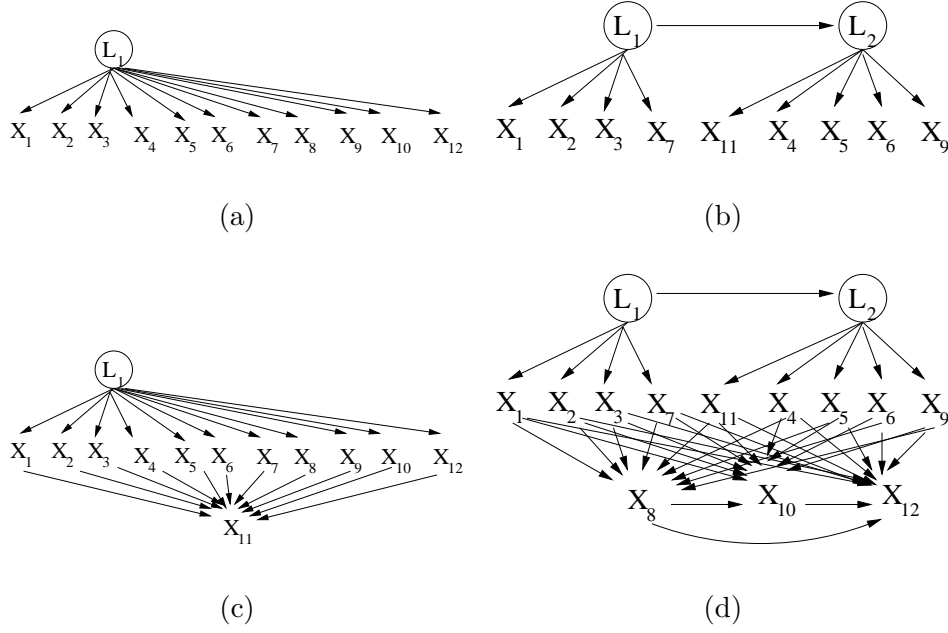 L₁
X₁ X₂ X₃ X₄ X₅ X₆ X₇ X₈ X₉ X₁₀ X₁₂
(a)
L₁ L₂
X₁ X₂ X₃ X₇ X₁₁ X₄ X₅ X₆ X₉
(b)
L₁
X₁ X₂ X₃ X₄ X₅ X₆ X₇ X₈ X₉ X₁₀ X₁₂
X₁₁
(c)
L₁ L₂
X₁ X₂ X₃ X₇ X₁₁ X₄ X₅ X₆ X₉
X₈ X₁₀ X₁₂
(d)